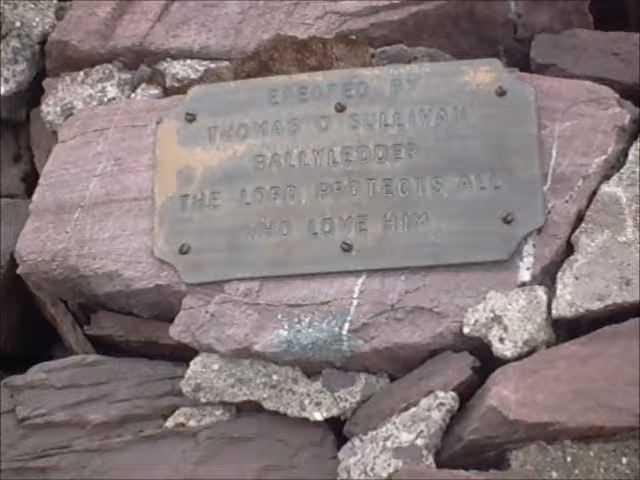 ERECTED BY
THOMAS O SULLIVAN
BALLYLEDDER
THE LORD PROTECTS ALL
WHO LOVE HIM